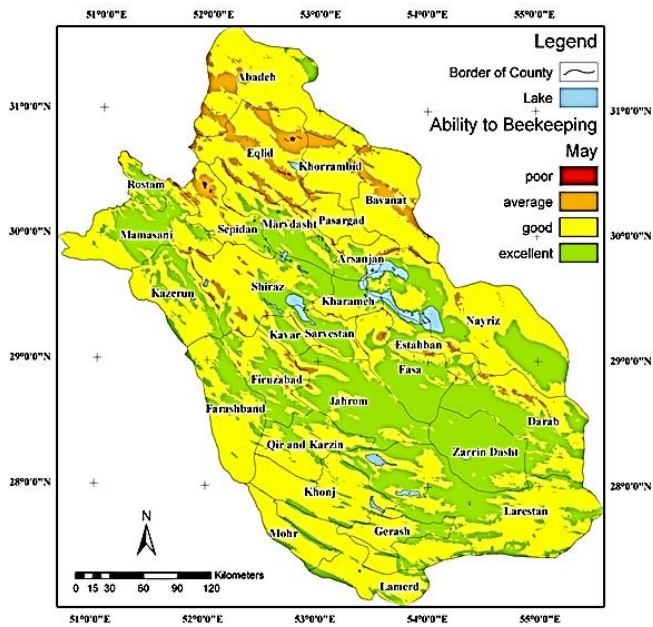 51°0'0"E 52°0'0"E 53°0'0"E 54°0'0"E 55°0'0"E
Legend
Border of County
Lake
Ability to Beekeeping
May
poor
average
good
excellent
31°0'0"N 31°0'0"N
30°0'0"N 30°0'0"N
29°0'0"N 29°0'0"N
28°0'0"N 28°0'0"N
Abadeh
Eqlid
Khorrambid
Rostam
Bavanat
Mamasani
Sepidan
Marvdasht
Pasargad
Arsanjan
Kazerun
Shiraz
Kharameh
Nayriz
Kavar
Sarvestan
Estahban
Fasa
Firuzabad
Farashband
Jahrom
Darab
Qir and Karzin
Zarrin Dasht
Khonj
Larestan
Mohr
Gerash
Lamerd
N
Kilometers
0 15 30 60 90 120
51°0'0"E 52°0'0"E 53°0'0"E 54°0'0"E 55°0'0"E